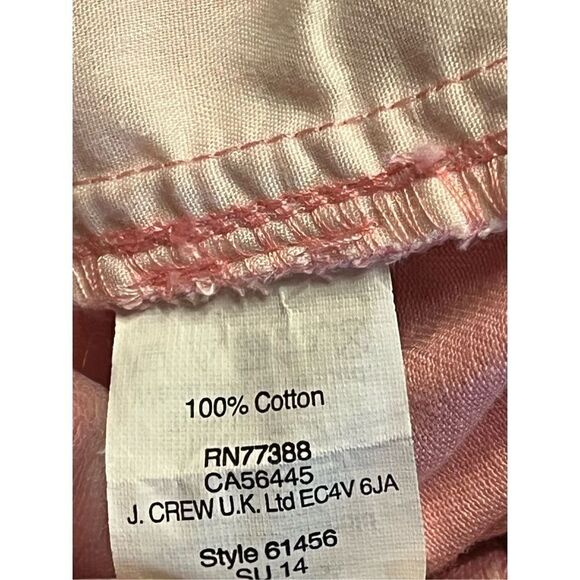 100% Cotton
RN77388
CA56445
J. CREW U.K. Ltd EC4V 6JA
Style 61456
SU 14